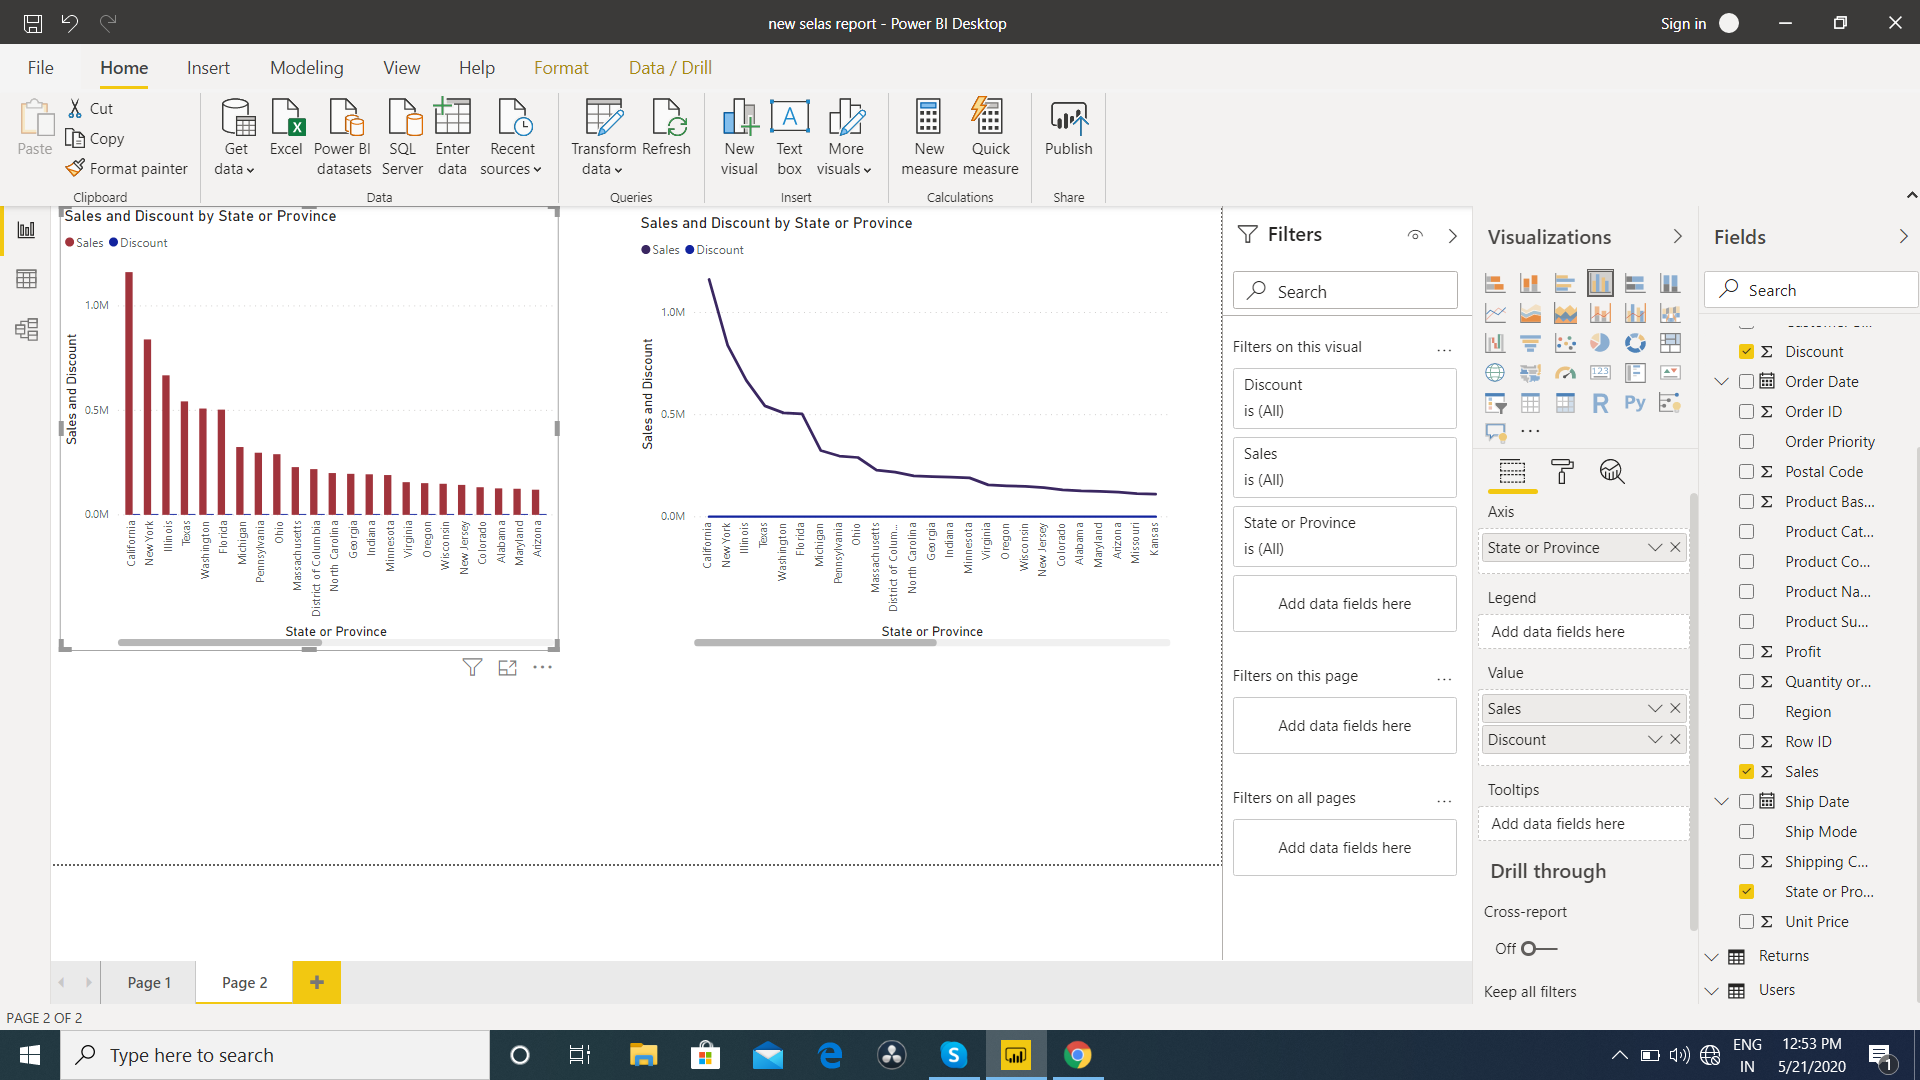 new selas report - Power BI Desktop
Sign in
File
Home
Insert
Modeling
View
Help
Format
Data / Drill
Paste
Cut
Copy
Format painter
Clipboard
Get data
Excel
Power BI datasets
SQL Server
Enter data
Recent sources
Data
Transform data
Refresh
Queries
New visual
A
Text box
More visuals
Insert
New measure
Quick measure
Calculations
Publish
Share
Sales and Discount by State or Province
Sales Discount
1.0M
0.5M
0.0M
Sales and Discount
California
New York
Illinois
Texas
Washington
Florida
Michigan
Pennsylvania
Ohio
Massachusetts
District of Columbia
North Carolina
Georgia
Indiana
Minnesota
Virginia
Oregon
Wisconsin
New Jersey
Colorado
Alabama
Maryland
Arizona
State or Province
Sales and Discount by State or Province
Sales Discount
1.0M
0.5M
0.0M
Sales and Discount
California
New York
Illinois
Texas
Washington
Florida
Michigan
Pennsylvania
Ohio
Massachusetts
District of Colum...
North Carolina
Georgia
Indiana
Minnesota
Virginia
Oregon
Wisconsin
New Jersey
Colorado
Alabama
Maryland
Arizona
Missouri
Kansas
State or Province
Filters
Search
Filters on this visual
Discount
is (All)
Sales
is (All)
State or Province
is (All)
Add data fields here
Filters on this page
Add data fields here
Filters on all pages
Add data fields here
Visualizations
123
R
Py
Axis
State or Province
Legend
Add data fields here
Value
Sales
Discount
Tooltips
Add data fields here
Drill through
Cross-report
Off
Keep all filters
Fields
Search
Discount
Order Date
Order ID
Order Priority
Postal Code
Product Bas...
Product Cat...
Product Co...
Product Na...
Product Su...
Profit
Quantity or...
Region
Row ID
Sales
Ship Date
Ship Mode
Shipping C...
State or Pro...
Unit Price
Returns
Users
Page 1
Page 2
PAGE 2 OF 2
Type here to search
ENG
IN
12:53 PM
5/21/2020
1